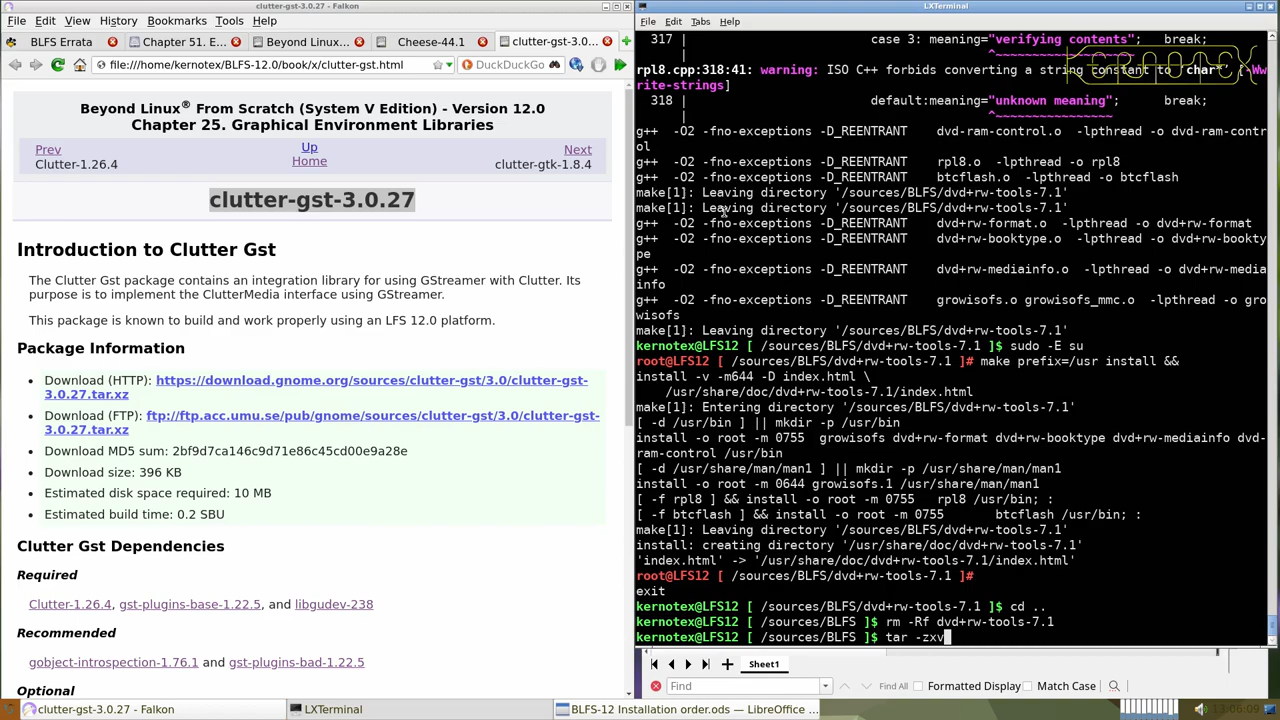 clutter-gst-3.0.27 - Falkon
File Edit View History Bookmarks Tools Help
BLFS Errata
Chapter 51. E...
Beyond Linux...
Cheese-44.1
clutter-gst-3.0...
file:///home/kernotex/BLFS-12.0/book/x/clutter-gst.html
DuckDuckGo
Beyond Linux® From Scratch (System V Edition) - Version 12.0
Chapter 25. Graphical Environment Libraries
Prev
Up
Next
Clutter-1.26.4
Home
clutter-gtk-1.8.4
clutter-gst-3.0.27
Introduction to Clutter Gst
The Clutter Gst package contains an integration library for using GStreamer with Clutter. Its
purpose is to implement the ClutterMedia interface using GStreamer.
This package is known to build and work properly using an LFS 12.0 platform.
Package Information
• Download (HTTP): https://download.gnome.org/sources/clutter-gst/3.0/clutter-gst-
3.0.27.tar.xz
• Download (FTP): ftp://ftp.acc.umu.se/pub/gnome/sources/clutter-gst/3.0/clutter-gst-
3.0.27.tar.xz
• Download MD5 sum: 2bf9d7ca146c9d71e86c45cd00e9a28e
• Download size: 396 KB
• Estimated disk space required: 10 MB
• Estimated build time: 0.2 SBU
Clutter Gst Dependencies
Required
Clutter-1.26.4, gst-plugins-base-1.22.5, and libgudev-238
Recommended
gobject-introspection-1.76.1 and gst-plugins-bad-1.22.5
Optional
LXTerminal
File Edit Tabs Help
317 | case 3: meaning="verifying contents"; break;
| ^~~~~~~~~~~~~~~~~~~~
rpl8.cpp:318:41: warning: ISO C++ forbids converting a string constant to 'char*' [-Ww
rite-strings]
318 | default:meaning="unknown meaning"; break;
| ^~~~~~~~~~~~~~~~~
g++ -O2 -fno-exceptions -D_REENTRANT dvd-ram-control.o -lpthread -o dvd-ram-contr
ol
g++ -O2 -fno-exceptions -D_REENTRANT rpl8.o -lpthread -o rpl8
g++ -O2 -fno-exceptions -D_REENTRANT btcflash.o -lpthread -o btcflash
make[1]: Leaving directory '/sources/BLFS/dvd+rw-tools-7.1'
make[1]: Leaving directory '/sources/BLFS/dvd+rw-tools-7.1'
g++ -O2 -fno-exceptions -D_REENTRANT dvd+rw-format.o -lpthread -o dvd+rw-format
g++ -O2 -fno-exceptions -D_REENTRANT dvd+rw-booktype.o -lpthread -o dvd+rw-bookty
pe
g++ -O2 -fno-exceptions -D_REENTRANT dvd+rw-mediainfo.o -lpthread -o dvd+rw-media
info
g++ -O2 -fno-exceptions -D_REENTRANT growisofs.o growisofs_mmc.o -lpthread -o gro
wisofs
make[1]: Leaving directory '/sources/BLFS/dvd+rw-tools-7.1'
kernotex@LFS12 [ /sources/BLFS/dvd+rw-tools-7.1 ]$ sudo -E su
root@LFS12 [ /sources/BLFS/dvd+rw-tools-7.1 ]# make prefix=/usr install &&
install -v -m644 -D index.html \
/usr/share/doc/dvd+rw-tools-7.1/index.html
make[1]: Entering directory '/sources/BLFS/dvd+rw-tools-7.1'
[ -d /usr/bin ] || mkdir -p /usr/bin
install -o root -m 0755 growisofs dvd+rw-format dvd+rw-booktype dvd+rw-mediainfo dvd-
ram-control /usr/bin
[ -d /usr/share/man/man1 ] || mkdir -p /usr/share/man/man1
install -o root -m 0644 growisofs.1 /usr/share/man/man1
[ -f rpl8 ] && install -o root -m 0755 rpl8 /usr/bin; :
[ -f btcflash ] && install -o root -m 0755 btcflash /usr/bin; :
make[1]: Leaving directory '/sources/BLFS/dvd+rw-tools-7.1'
install: creating directory '/usr/share/doc/dvd+rw-tools-7.1'
'index.html' -> '/usr/share/doc/dvd+rw-tools-7.1/index.html'
root@LFS12 [ /sources/BLFS/dvd+rw-tools-7.1 ]#
exit
kernotex@LFS12 [ /sources/BLFS/dvd+rw-tools-7.1 ]$ cd ..
kernotex@LFS12 [ /sources/BLFS ]$ rm -Rf dvd+rw-tools-7.1
kernotex@LFS12 [ /sources/BLFS ]$ tar -zxv
Sheet1
Find
Find All
Formatted Display
Match Case
clutter-gst-3.0.27 - Falkon
LXTerminal
BLFS-12 Installation order.ods — LibreOffice ...
13:06:09